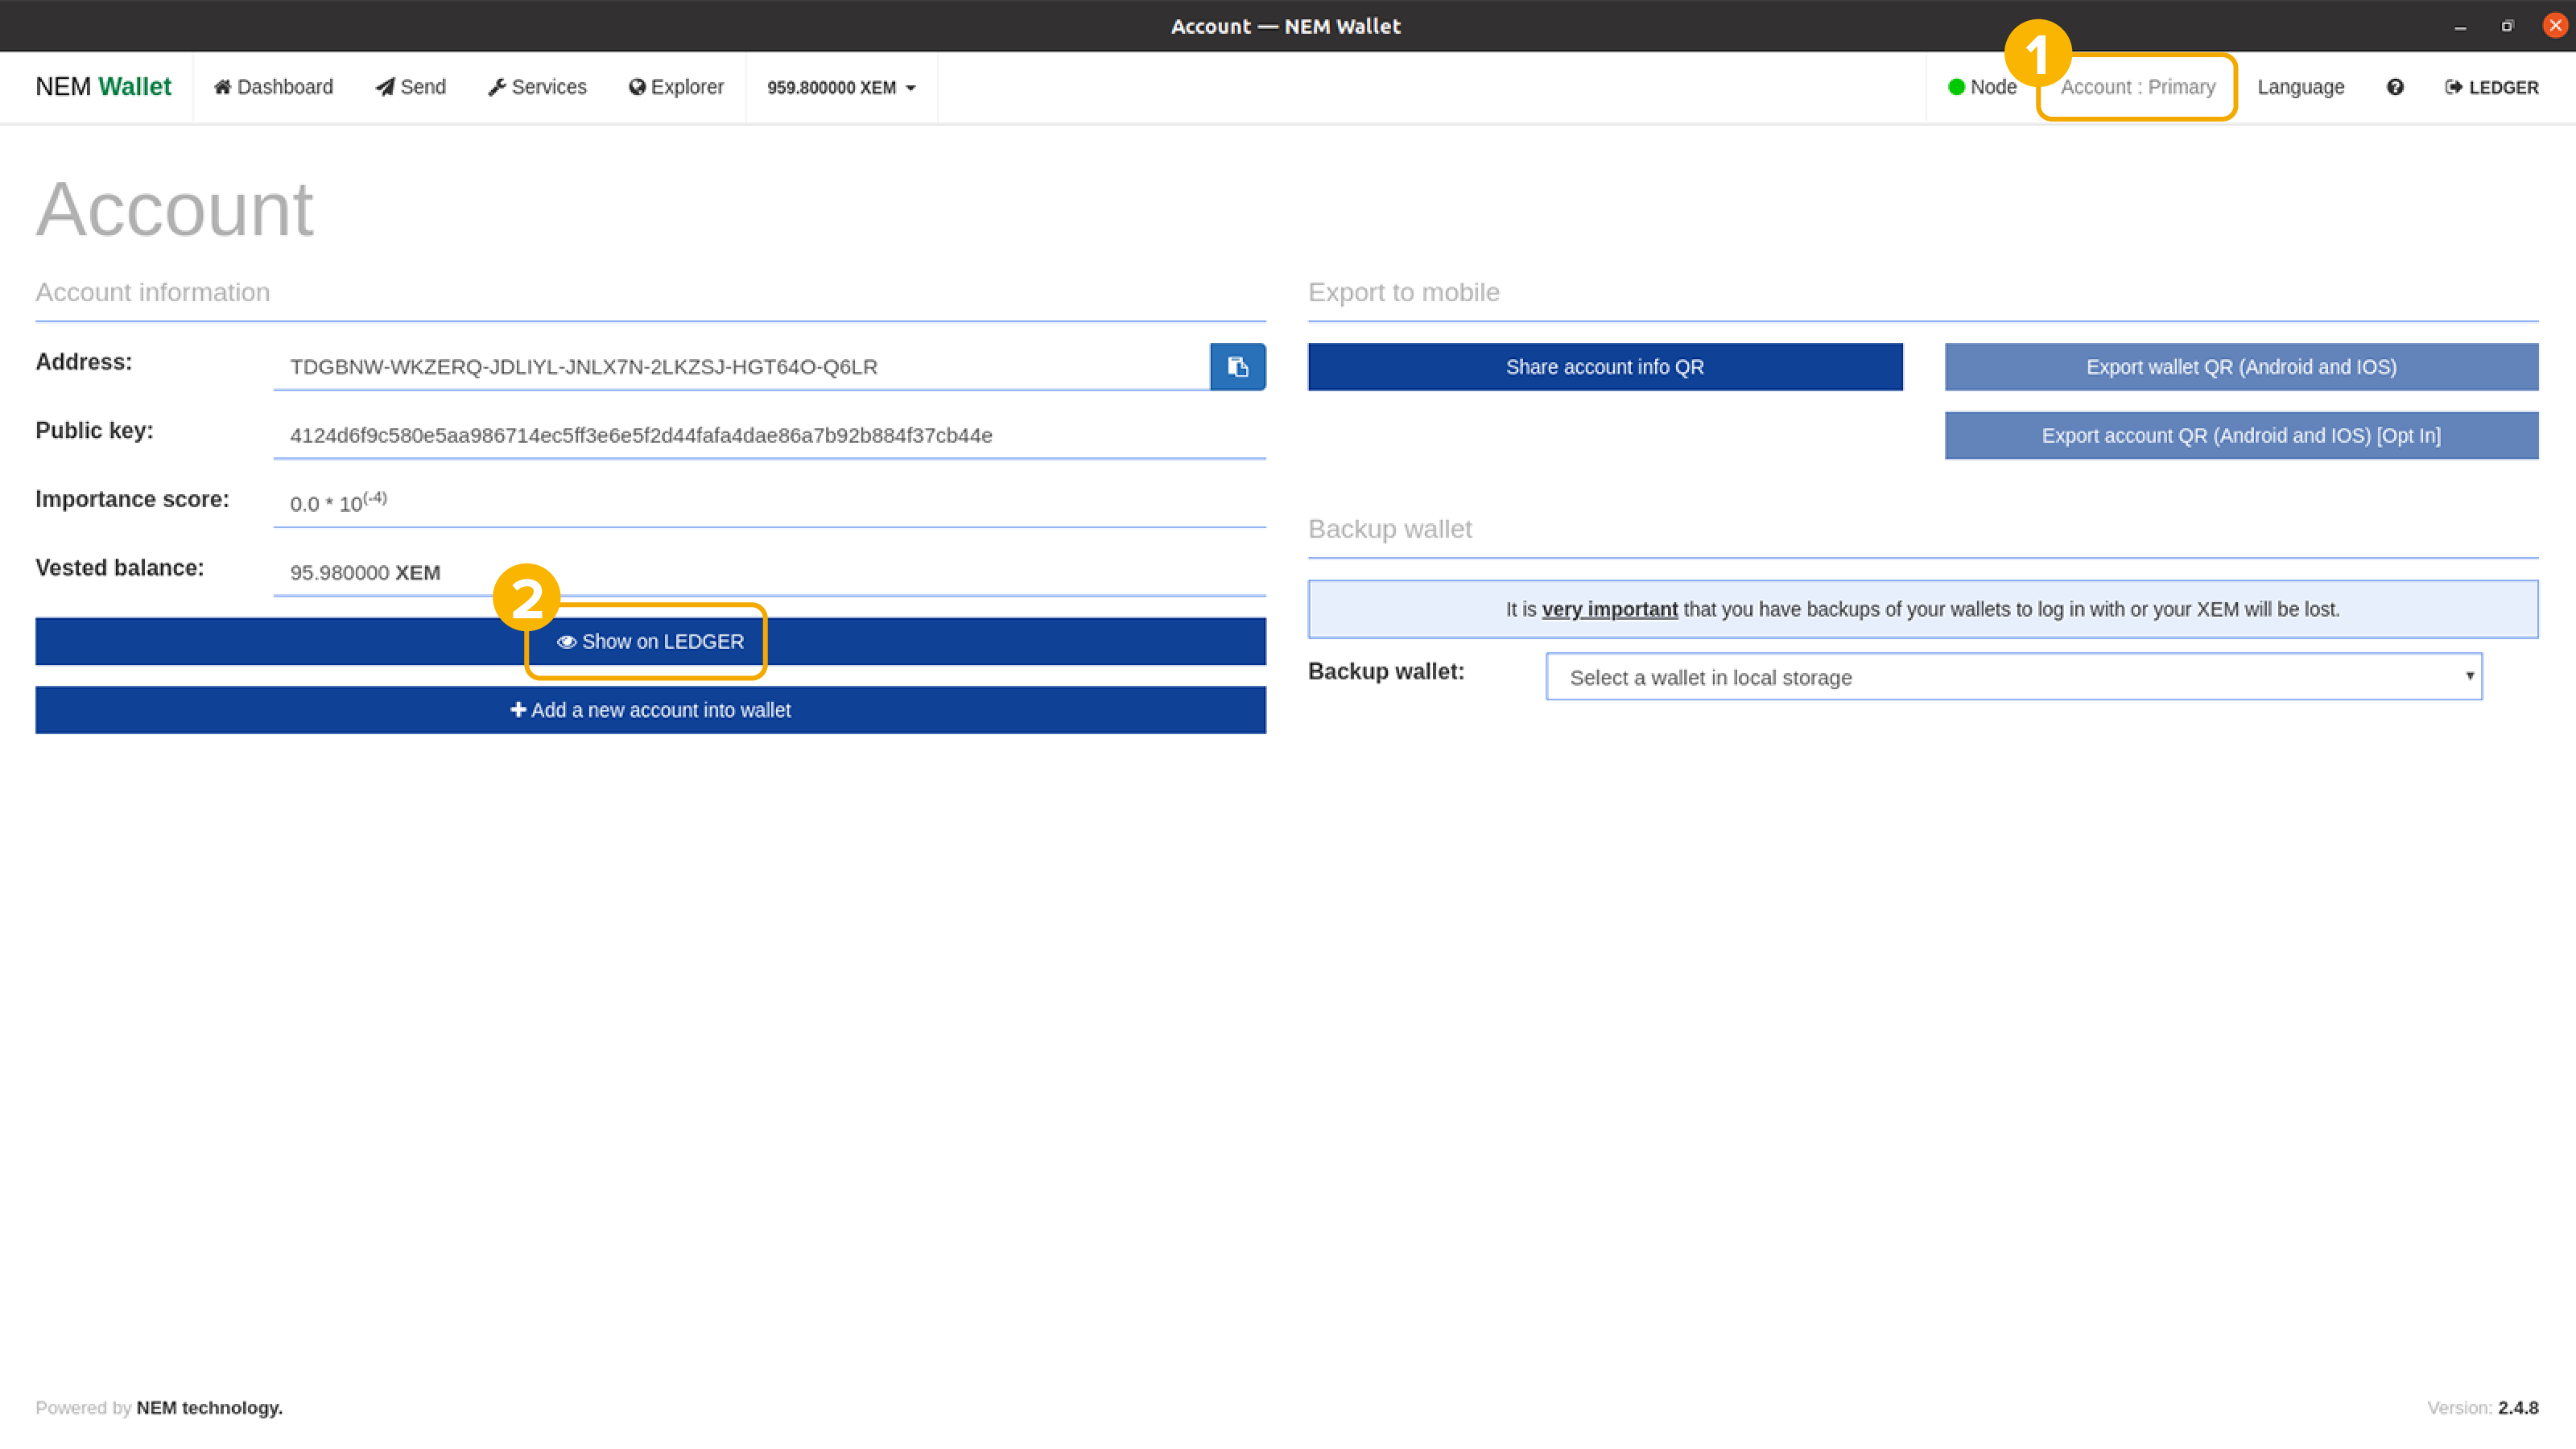 Account — NEM Wallet
NEM Wallet Dashboard Send Services Explorer 959.800000 XEM Node 1 Account : Primary Language ? LEDGER
Account
Account information
Address: TDGBNW-WKZERQ-JDLIYL-JNLX7N-2LKZSJ-HGT64O-Q6LR
Public key: 4124d6f9c580e5aa986714ec5ff3e6e5f2d44fafa4dae86a7b92b884f37cb44e
Importance score: 0.0 * 10(-4)
Vested balance: 95.980000 XEM
2
Show on LEDGER
Add a new account into wallet
Export to mobile
Share account info QR
Export wallet QR (Android and IOS)
Export account QR (Android and IOS) [Opt In]
Backup wallet
It is very important that you have backups of your wallets to log in with or your XEM will be lost.
Backup wallet: Select a wallet in local storage
Powered by NEM technology.
Version: 2.4.8